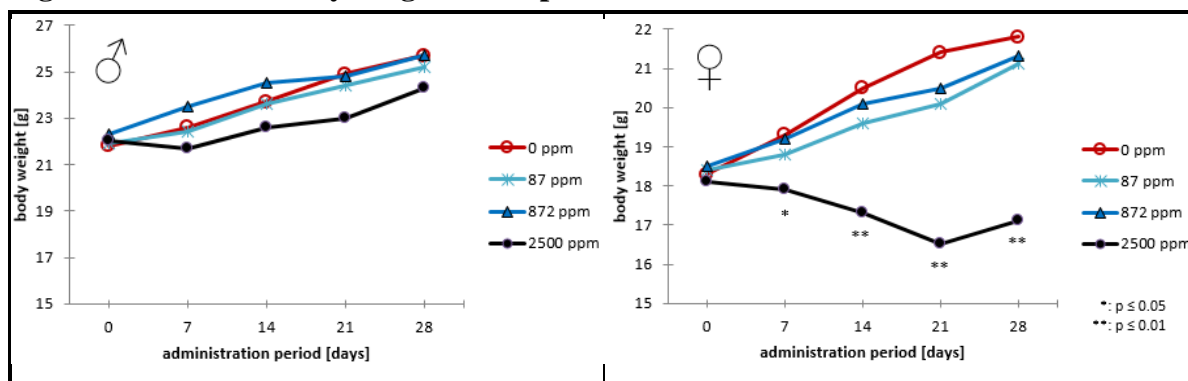 27
25
23
21
19
17
15
body weight [g]
0 7 14 21 28
administration period [days]
0 ppm
87 ppm
872 ppm
2500 ppm
22
21
20
19
18
17
16
15
body weight [g]
* ** ** **
0 7 14 21 28
administration period [days]
0 ppm
87 ppm
872 ppm
2500 ppm
*: p ≤ 0.05
**: p ≤ 0.01